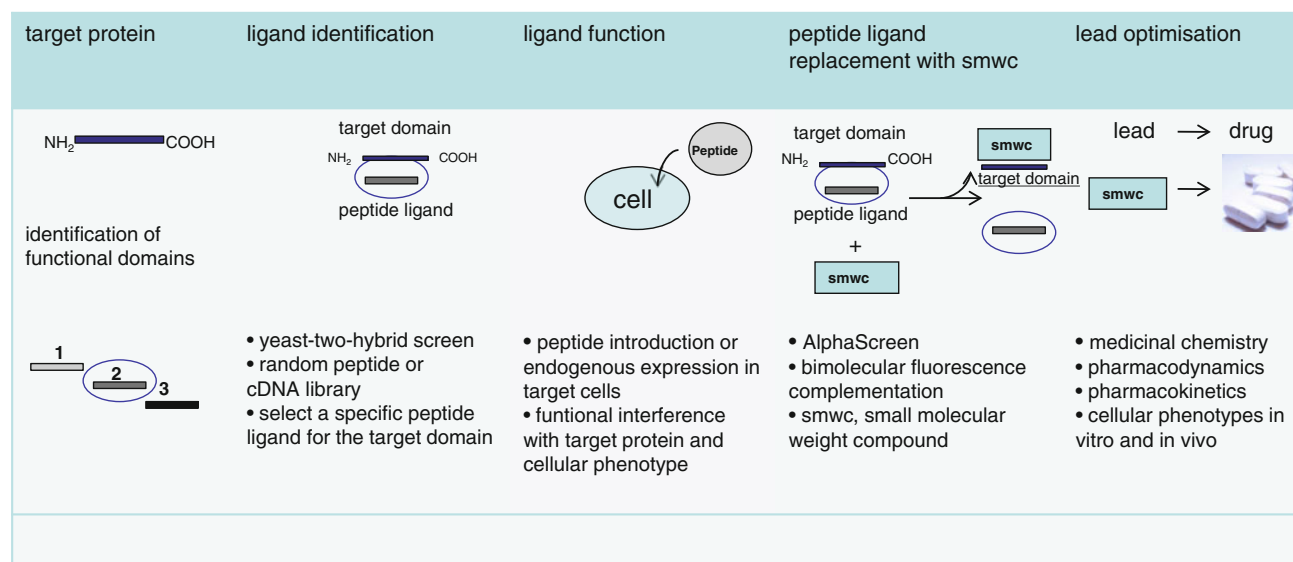 target protein
ligand identification
ligand function
peptide ligand
replacement with smwc
lead optimisation
NH2
COOH
identification of
functional domains
1
2
3
target domain
NH2
COOH
peptide ligand
• yeast-two-hybrid screen
• random peptide or
cDNA library
• select a specific peptide
ligand for the target domain
Peptide
cell
• peptide introduction or
endogenous expression in
target cells
• funtional interference
with target protein and
cellular phenotype
target domain
NH2
COOH
peptide ligand
+
smwc
smwc
target domain
• AlphaScreen
• bimolecular fluorescence
complementation
• smwc, small molecular
weight compound
lead → drug
smwc →
• medicinal chemistry
• pharmacodynamics
• pharmacokinetics
• cellular phenotypes in
vitro and in vivo